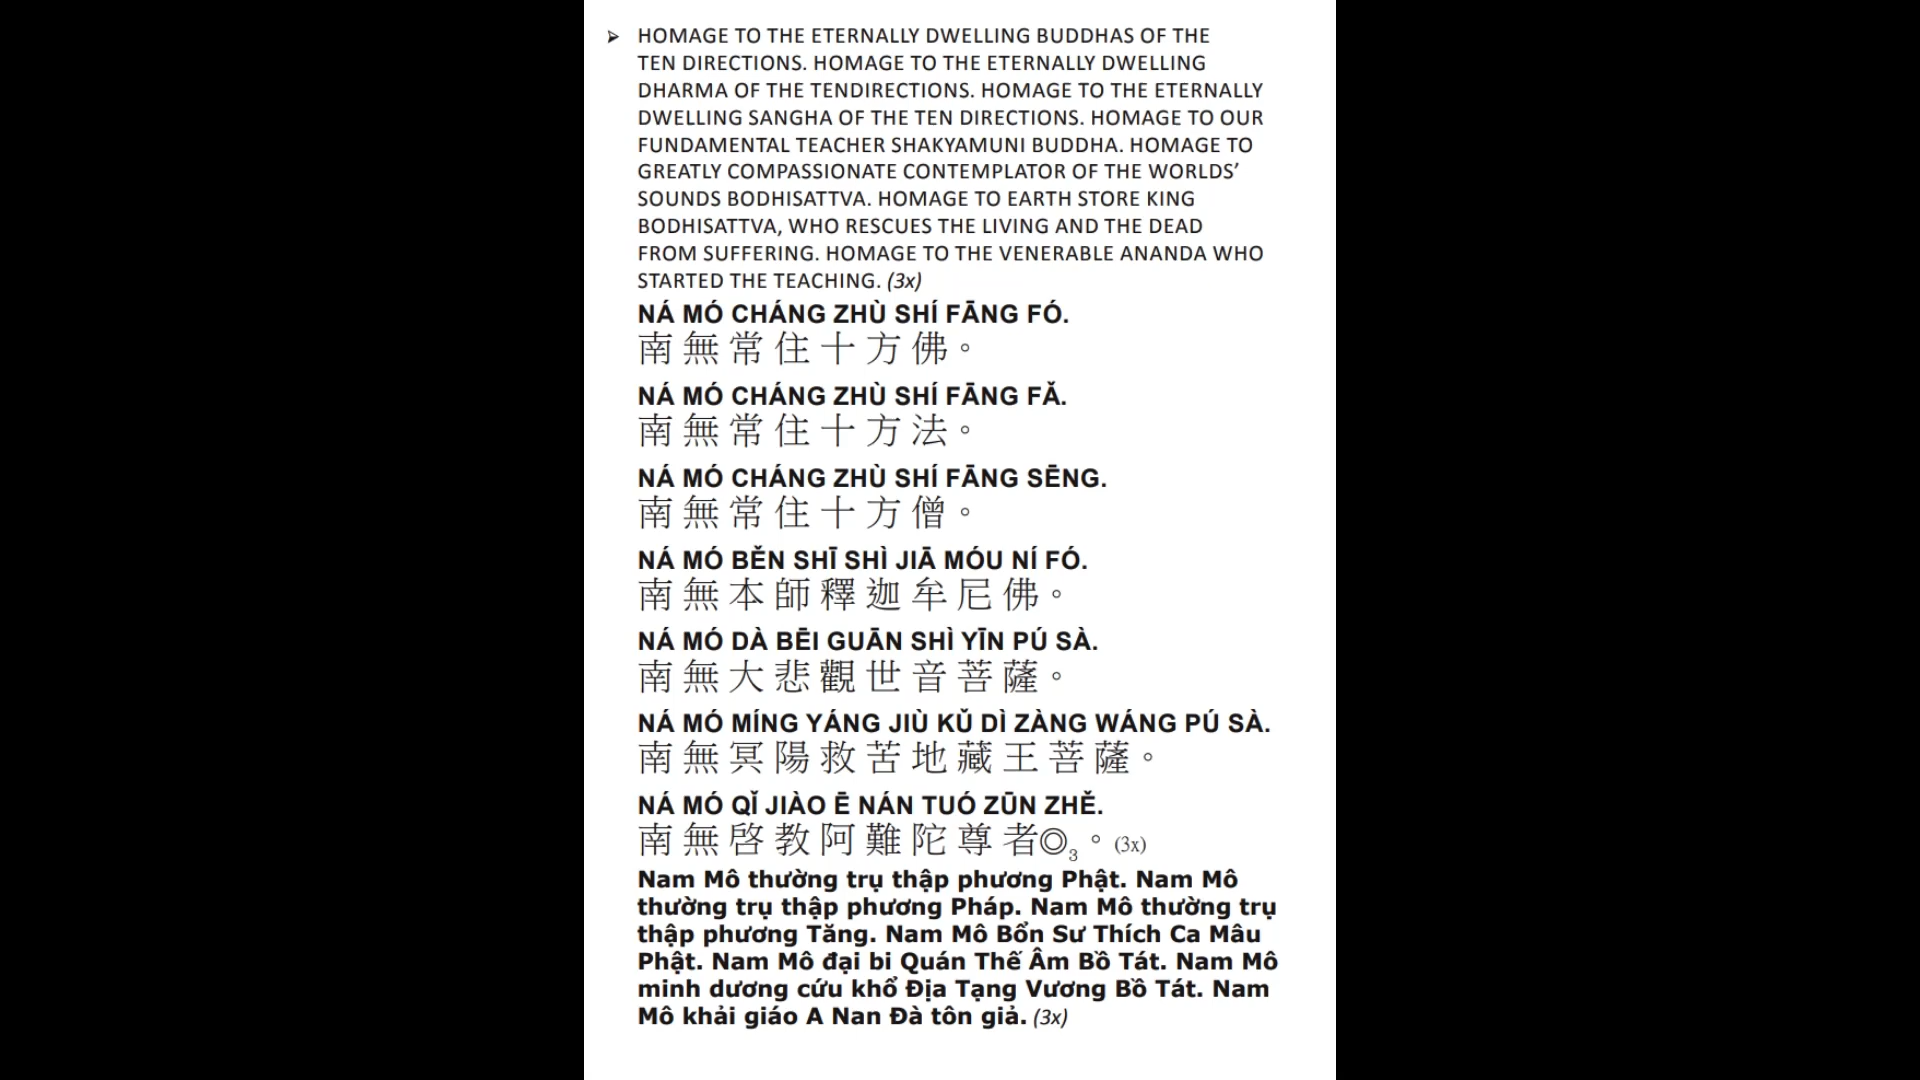 ➢ HOMAGE TO THE ETERNALLY DWELLING BUDDHAS OF THE
TEN DIRECTIONS. HOMAGE TO THE ETERNALLY DWELLING
DHARMA OF THE TENDIRECTIONS. HOMAGE TO THE ETERNALLY
DWELLING SANGHA OF THE TEN DIRECTIONS. HOMAGE TO OUR
FUNDAMENTAL TEACHER SHAKYAMUNI BUDDHA. HOMAGE TO
GREATLY COMPASSIONATE CONTEMPLATOR OF THE WORLDS’
SOUNDS BODHISATTVA. HOMAGE TO EARTH STORE KING
BODHISATTVA, WHO RESCUES THE LIVING AND THE DEAD
FROM SUFFERING. HOMAGE TO THE VENERABLE ANANDA WHO
STARTED THE TEACHING. (3x)
NÁ MÓ CHÁNG ZHÙ SHÍ FĀNG FÓ.
南無常住十方佛。
NÁ MÓ CHÁNG ZHÙ SHÍ FĀNG FǍ.
南無常住十方法。
NÁ MÓ CHÁNG ZHÙ SHÍ FĀNG SĒNG.
南無常住十方僧。
NÁ MÓ BĚN SHĪ SHÌ JIĀ MÓU NÍ FÓ.
南無本師釋迦牟尼佛。
NÁ MÓ DÀ BĒI GUĀN SHÌ YĪN PÚ SÀ.
南無大悲觀世音菩薩。
NÁ MÓ MÍNG YÁNG JIÙ KǓ DÌ ZÀNG WÁNG PÚ SÀ.
南無冥陽救苦地藏王菩薩。
NÁ MÓ QǏ JIÀO Ē NÁN TUÓ ZŪN ZHĚ.
南無啓教阿難陀尊者◎3。(3x)
Nam Mô thường trụ thập phương Phật. Nam Mô
thường trụ thập phương Pháp. Nam Mô thường trụ
thập phương Tăng. Nam Mô Bổn Sư Thích Ca Mâu
Phật. Nam Mô đại bi Quán Thế Âm Bồ Tát. Nam Mô
minh dương cứu khổ Địa Tạng Vương Bồ Tát. Nam
Mô khải giáo A Nan Đà tôn giả. (3x)